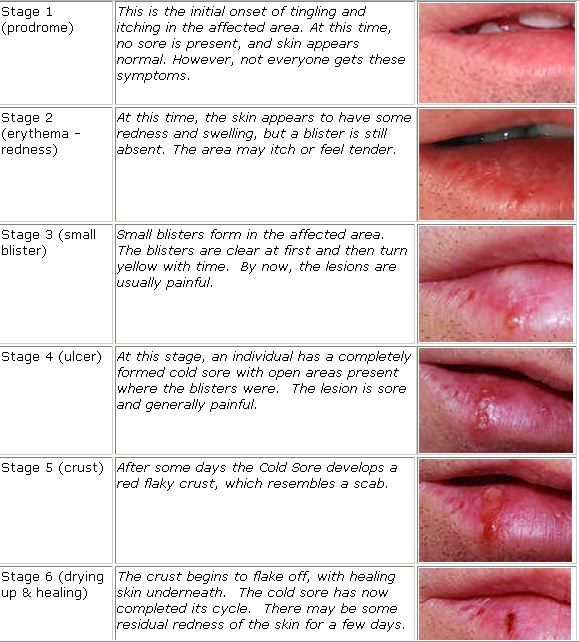 Stage 1
(prodrome)
This is the initial onset of tingling and
itching in the affected area. At this time,
no sore is present, and skin appears
normal. However, not everyone gets these
symptoms.
Stage 2
(erythema –
redness)
At this time, the skin appears to have some
redness and swelling, but a blister is still
absent. The area may itch or feel tender.
Stage 3 (small
blister)
Small blisters form in the affected area.
The blisters are clear at first and then turn
yellow with time.  By now, the lesions are
usually painful.
Stage 4 (ulcer)
At this stage, an individual has a completely
formed cold sore with open areas present
where the blisters were.  The lesion is sore
and generally painful.
Stage 5 (crust)
After some days the Cold Sore develops a
red flaky crust, which resembles a scab.
Stage 6 (drying
up & healing)
The crust begins to flake off, with healing
skin underneath.  The cold sore has now
completed its cycle.  There may be some
residual redness of the skin for a few days.